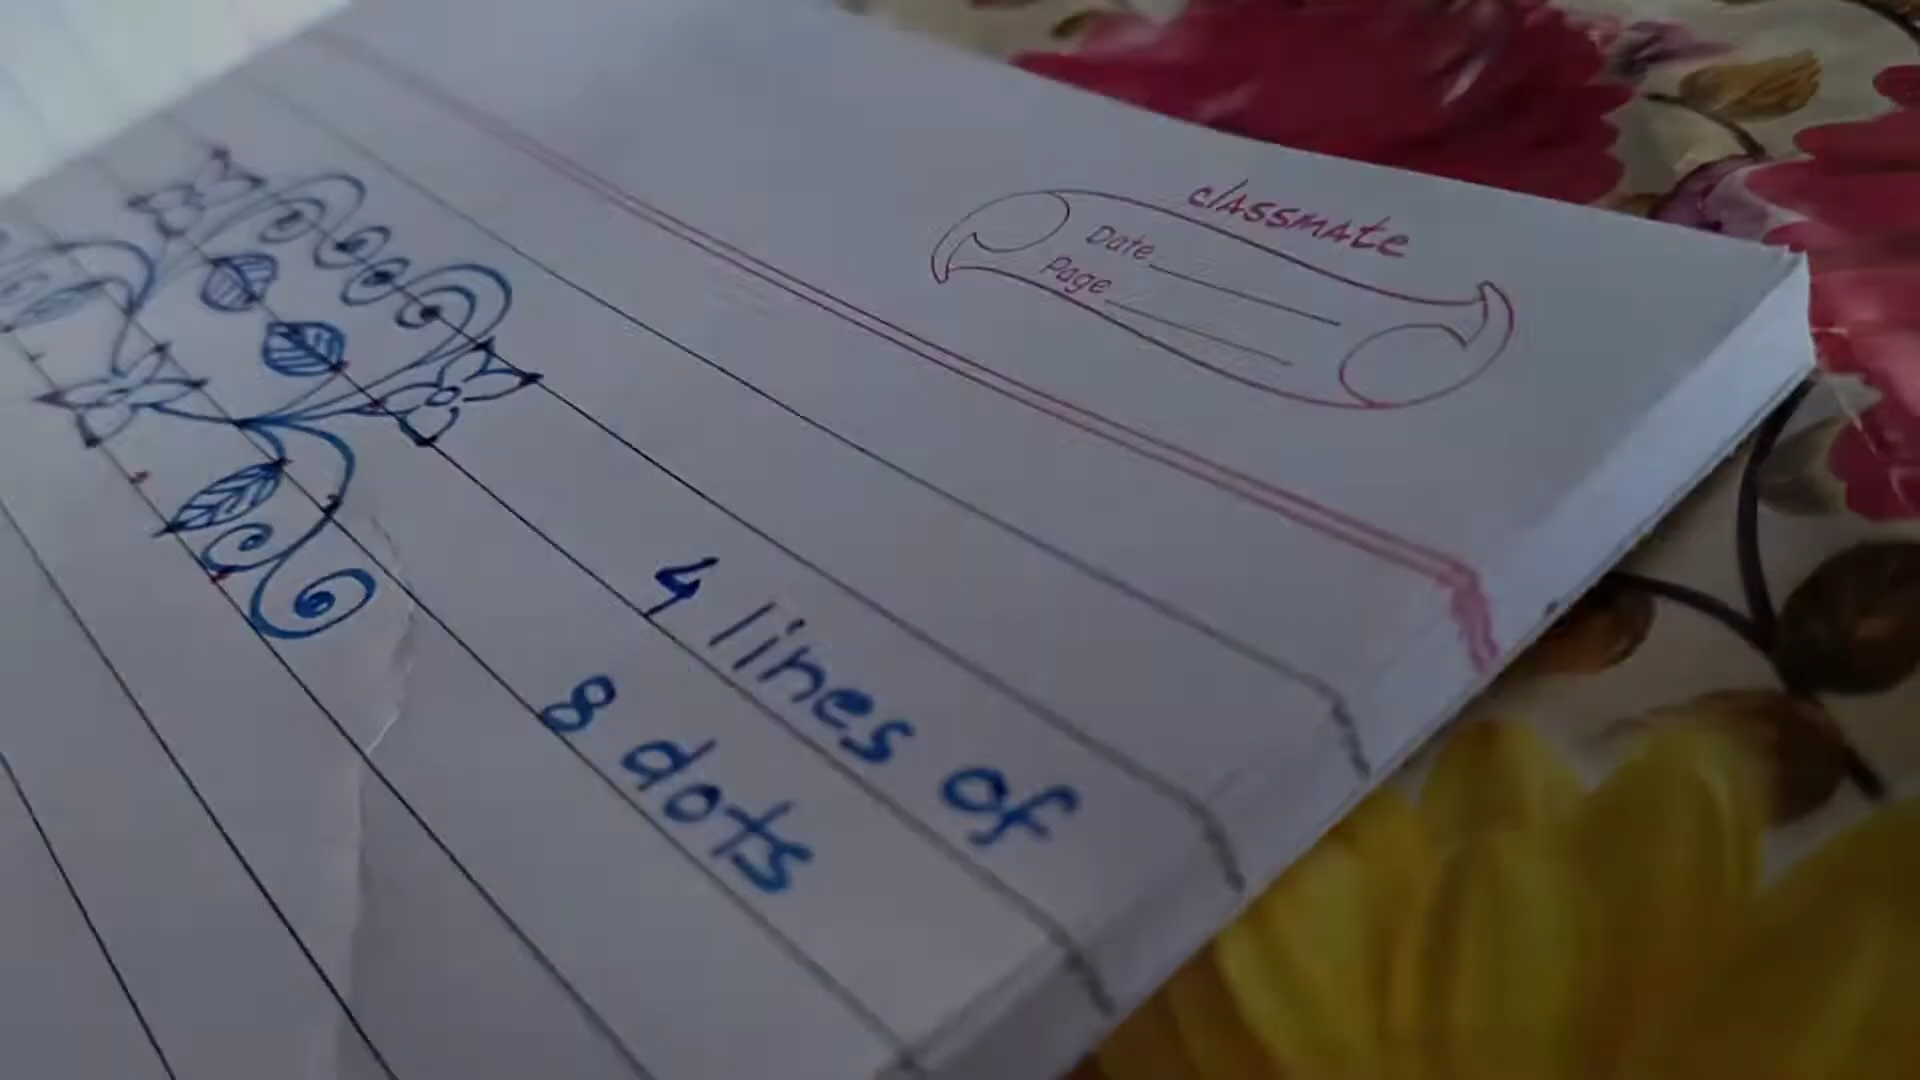 classmate
Date
Page
4 lines of
8 dots